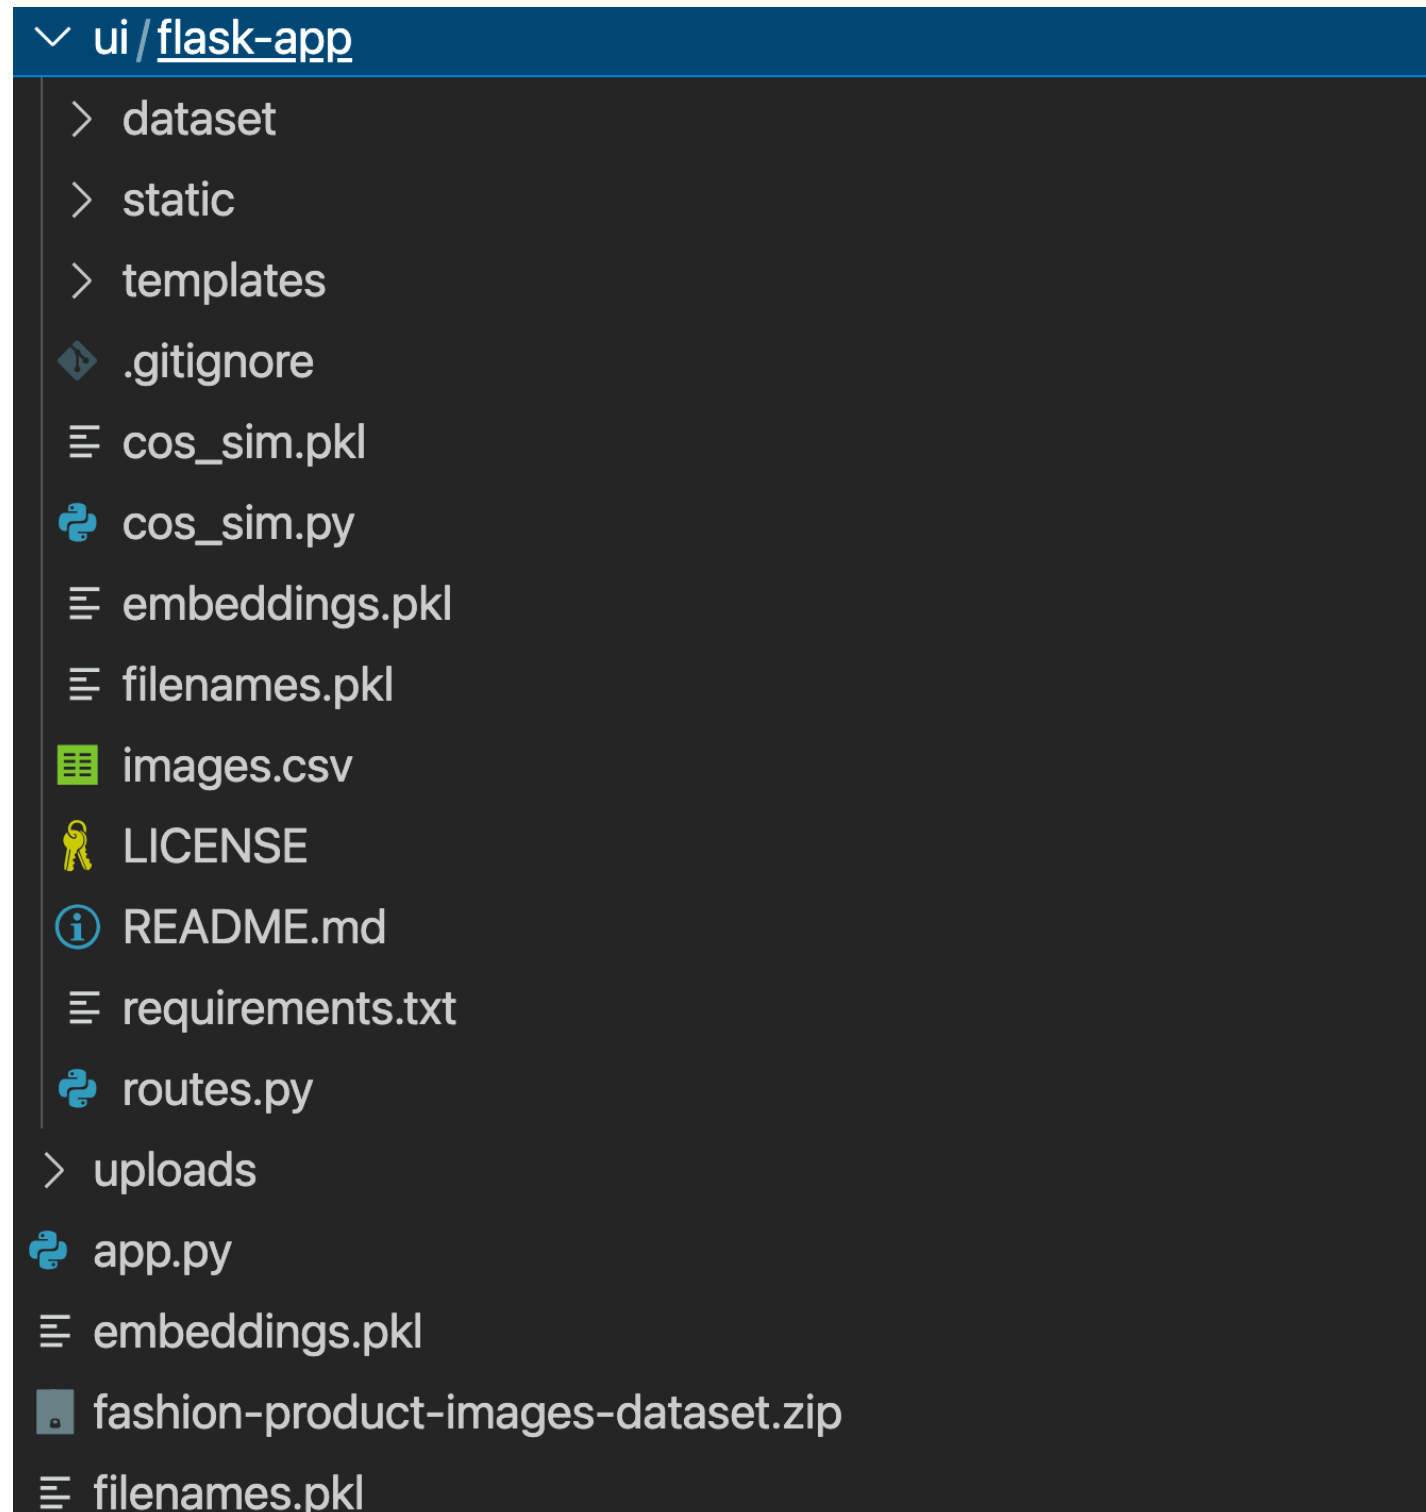 ui/flask-app
dataset
static
templates
.gitignore
cos_sim.pkl
cos_sim.py
embeddings.pkl
filenames.pkl
images.csv
LICENSE
README.md
requirements.txt
routes.py
uploads
app.py
embeddings.pkl
fashion-product-images-dataset.zip
filenames.pkl